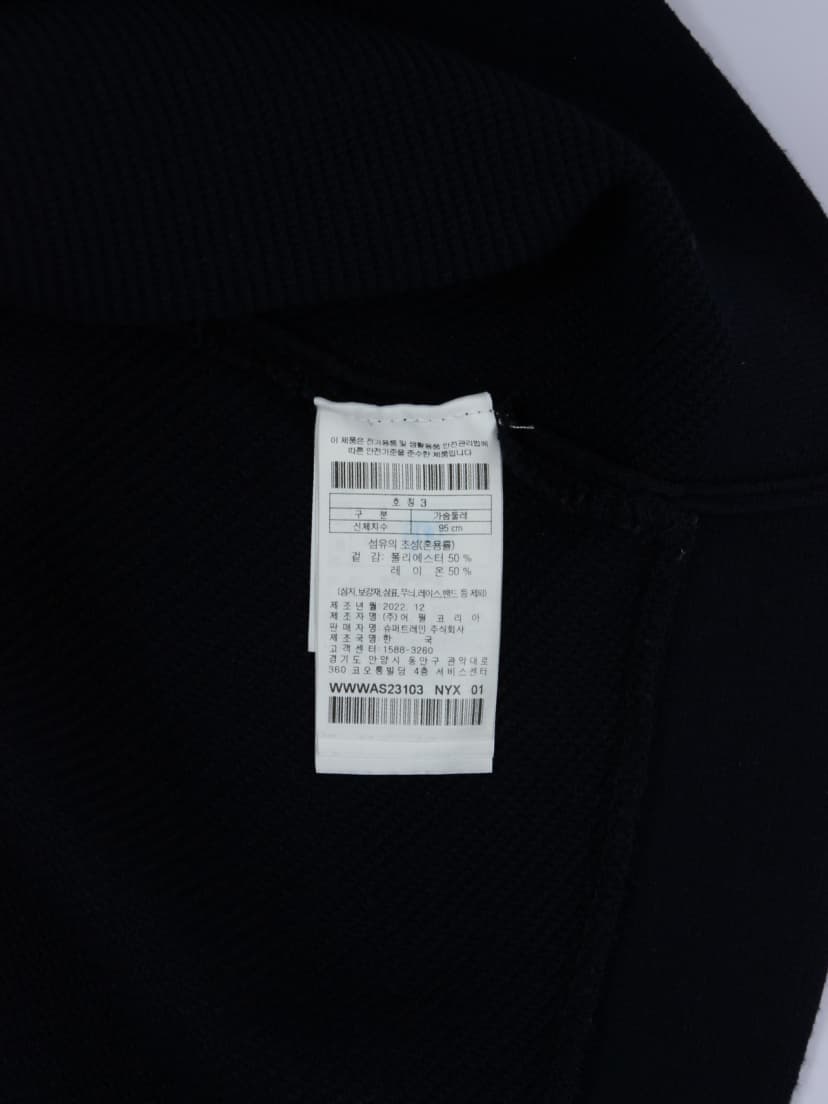 이 제품은 전기용품 및 생활용품 안전관리법에
따른 안전기준을 준수한 제품입니다
호 칭 3
구 분 가슴둘레
신체치수 95 cm
섬유의 조성(혼용률)
겉 감: 폴리에스터 50 %
레 이 온 50 %
(심지,보강재,상표,무늬,레이스,밴드 등 제외)
제 조 년 월: 2022. 12
제 조 자 명: (주) 어 펄 코 리 아
판 매 자 명: 슈퍼트레인 주식회사
제 조 국 명: 한 국
고객센터: 1588-3260
경기도 안양시 동안구 관악대로
360 코오롱빌딩 4층 서비스센터
WWWAS23103 NYX 01